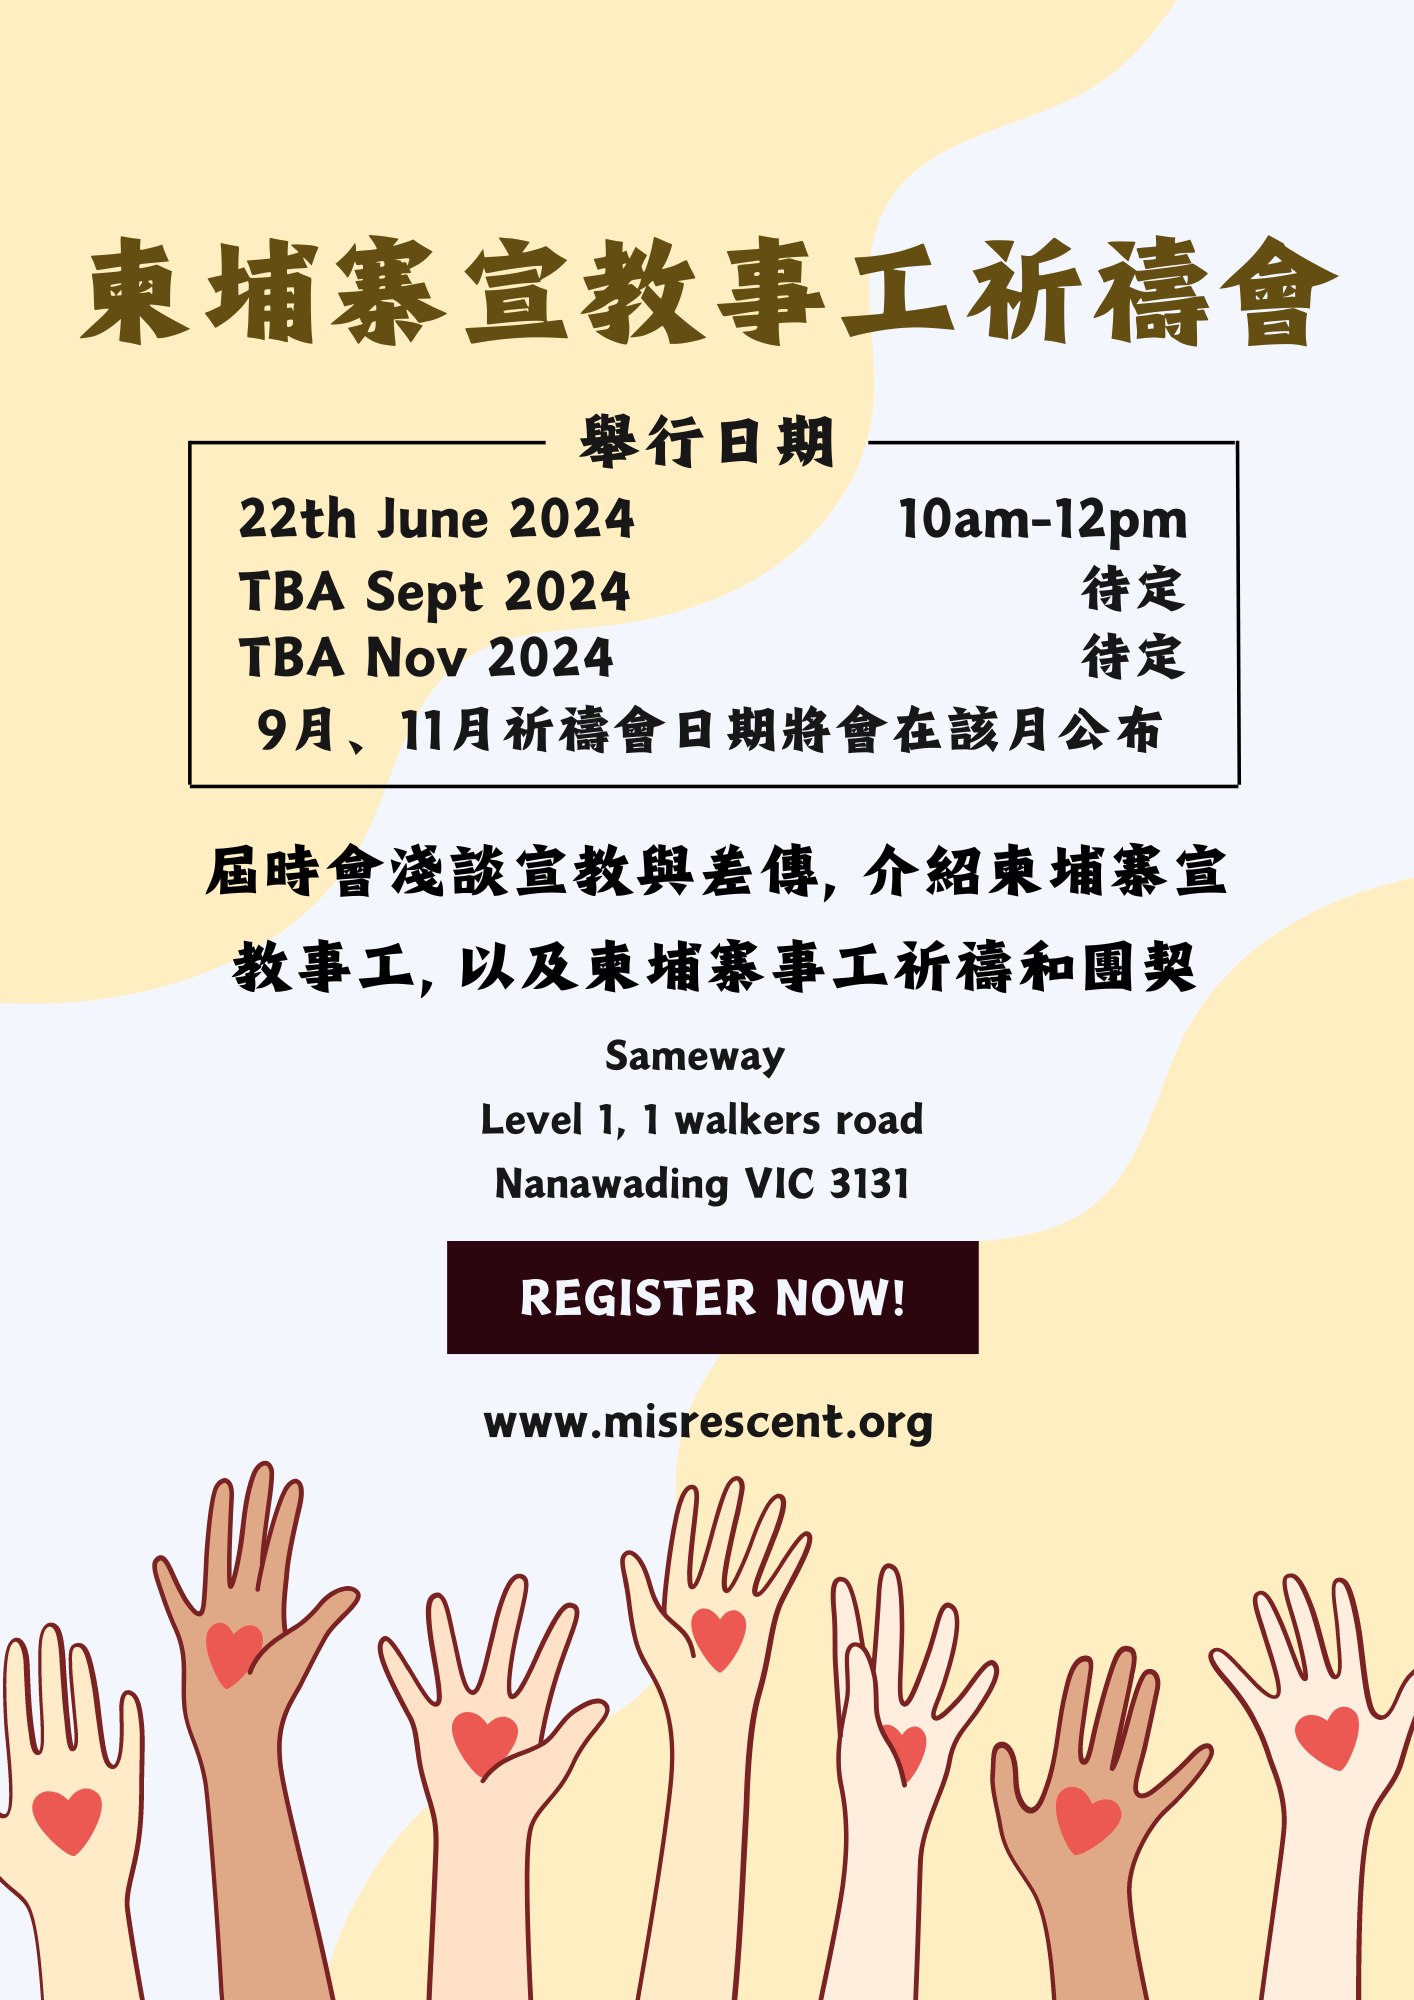 柬埔寨宣教事工祈禱會
舉行日期
22th June 2024 10am-12pm
TBA Sept 2024 待定
TBA Nov 2024 待定
9月、11月祈禱會日期將會在該月公布
屆時會淺談宣教與差傳, 介紹柬埔寨宣
教事工, 以及柬埔寨事工祈禱和團契
Sameway
Level 1, 1 walkers road
Nanawading VIC 3131
REGISTER NOW!
www.misrescent.org